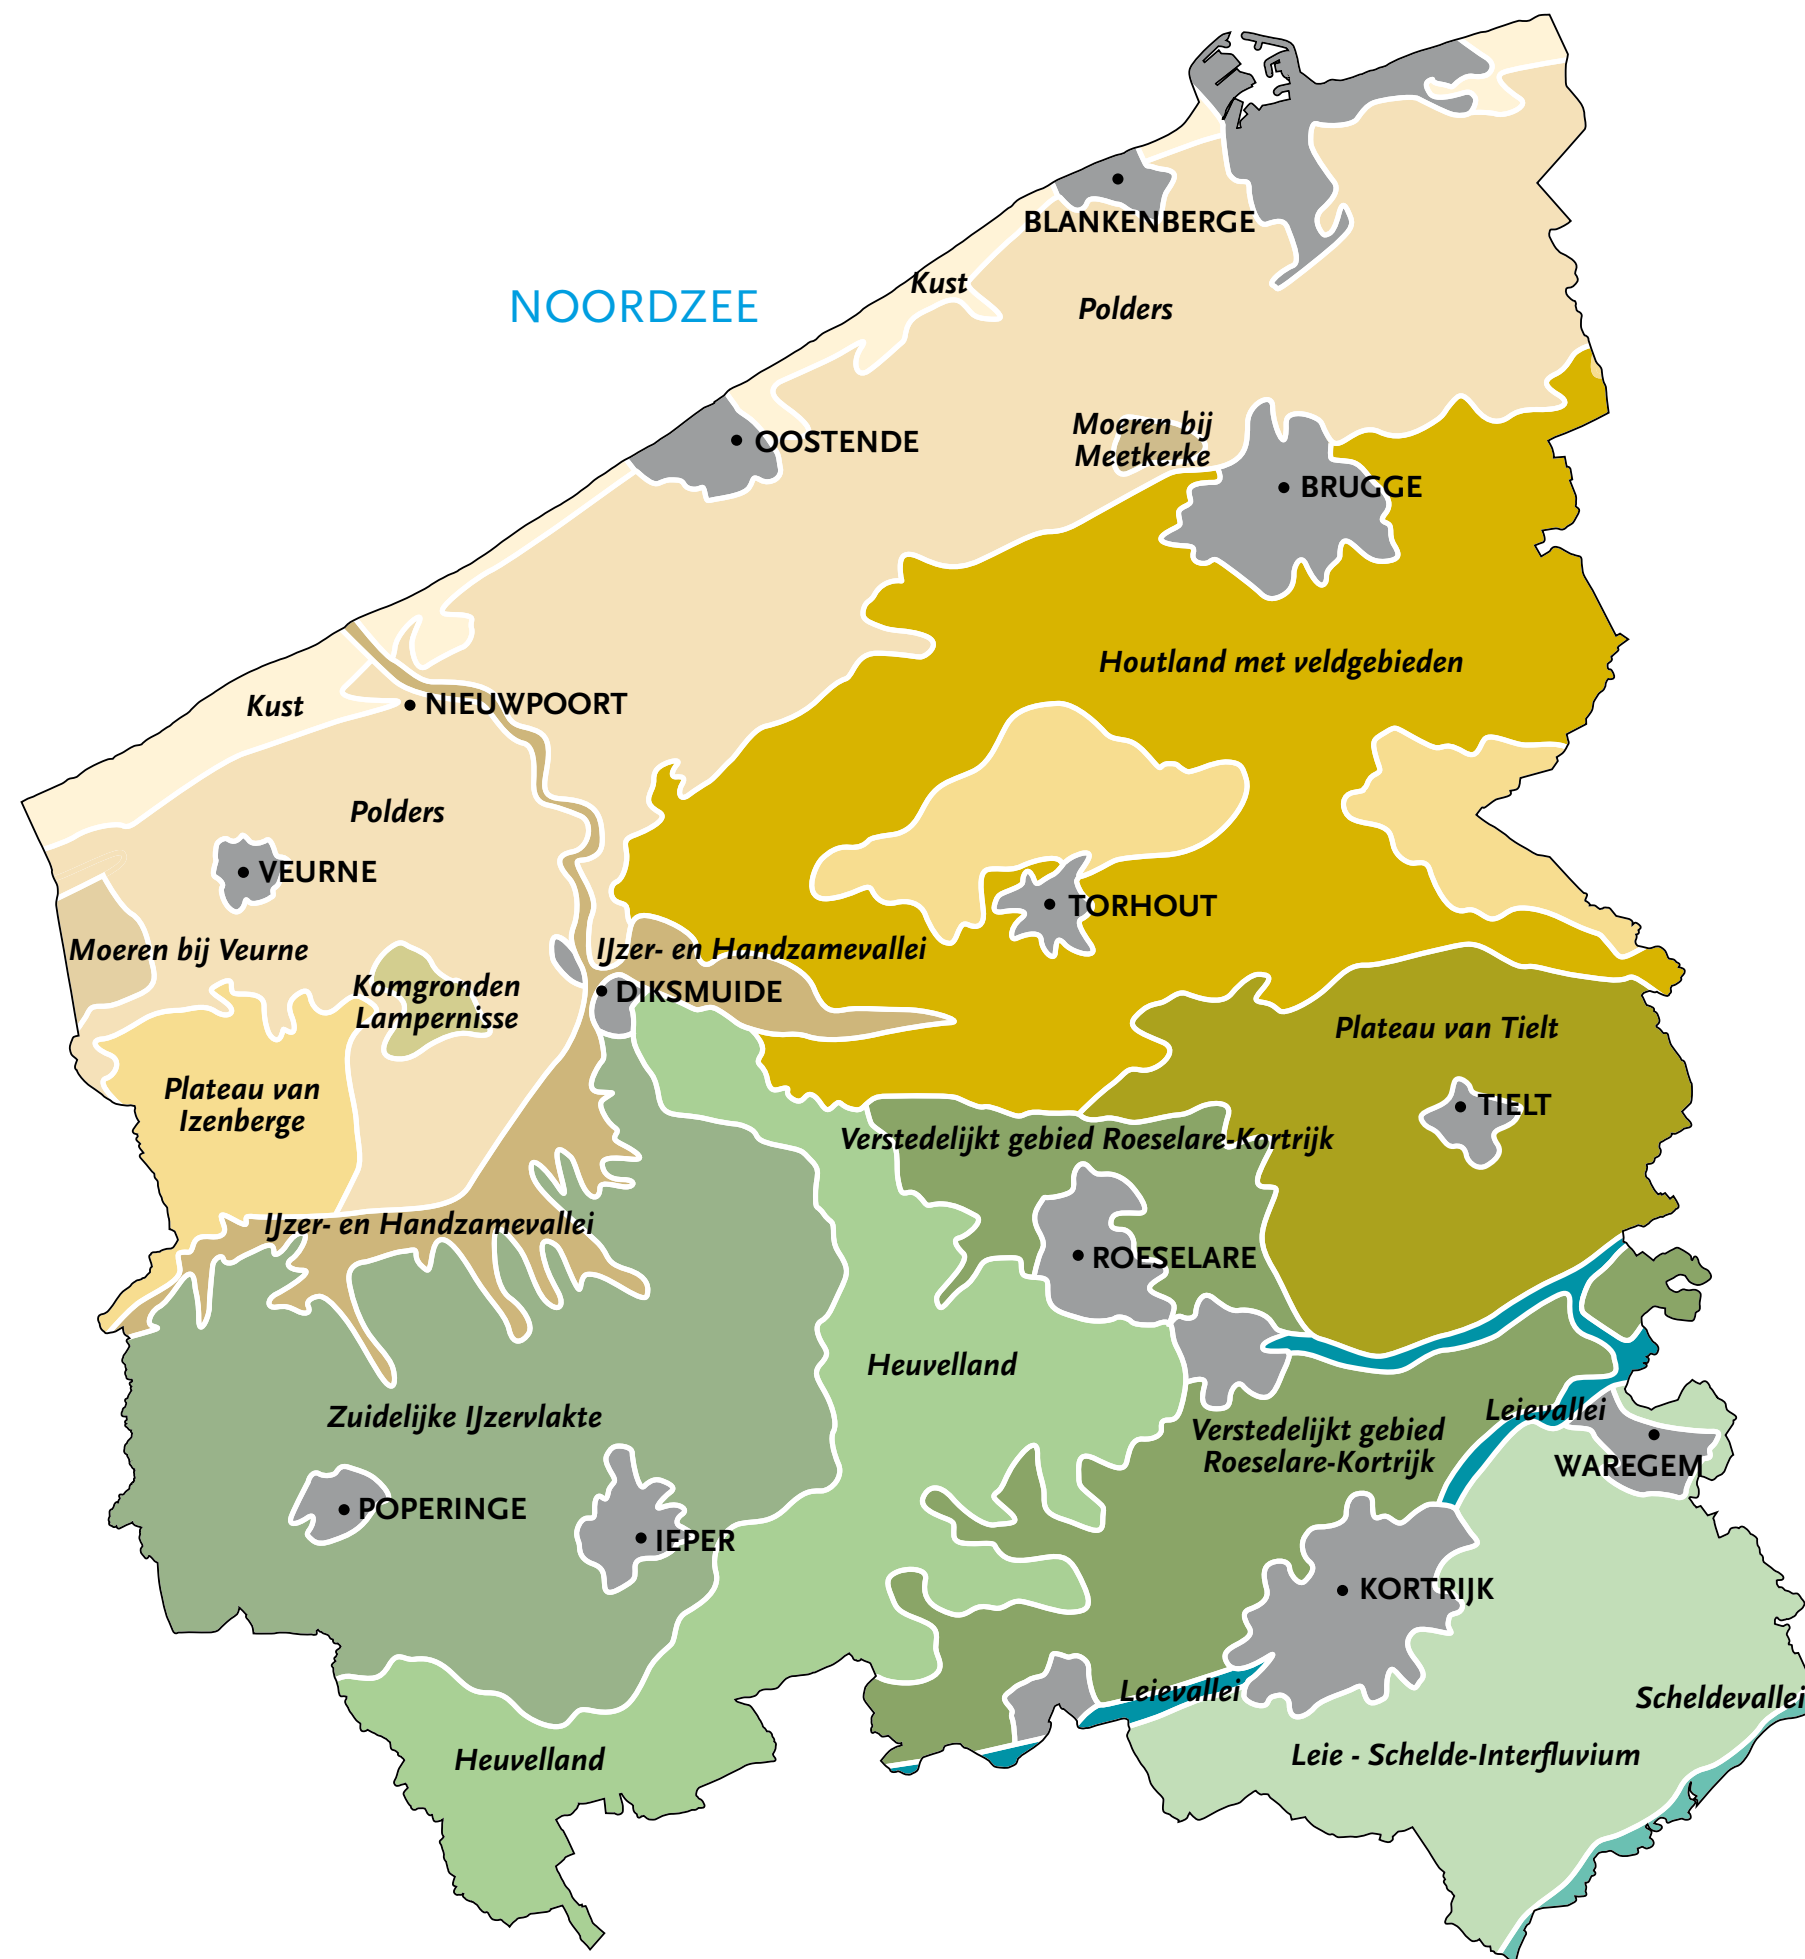 BLANKENBERGE
Kust
NOORDZEE
Polders
Moeren bij
Meetkerke
OOSTENDE
BRUGGE
Houtland met veldgebieden
Kust
NIEUWPOORT
Polders
VEURNE
TORHOUT
Moeren bij Veurne
IJzer- en Handzamevallei
Komgronden
Lampernisse
DIKSMUIDE
Plateau van Tielt
Plateau van
Izenberge
TIELT
Verstedelijkt gebied Roeselare-Kortrijk
IJzer- en Handzamevallei
ROESELARE
Heuvelland
Zuidelijke IJzervlakte
Leievallei
Verstedelijkt gebied
Roeselare-Kortrijk
WAREGEM
POPERINGE
IEPER
KORTRIJK
Leievallei
Scheldevallei
Leie - Schelde-Interfluvium
Heuvelland